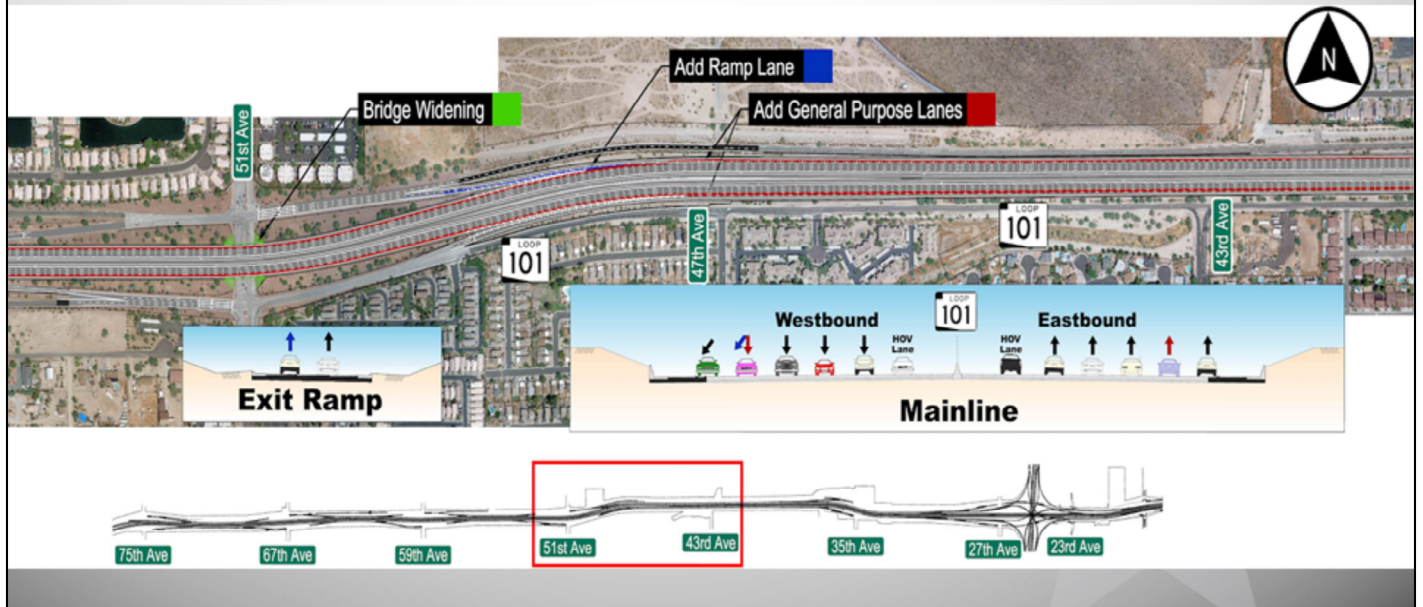 N
Add Ramp Lane
51st Ave
Bridge Widening
Add General Purpose Lanes
LOOP
101
47th Ave
LOOP
101
43rd Ave
Exit Ramp
Westbound
LOOP
101
Eastbound
HOV
Lane
HOV
Lane
Mainline
75th Ave
67th Ave
59th Ave
51st Ave
43rd Ave
35th Ave
27th Ave
23rd Ave